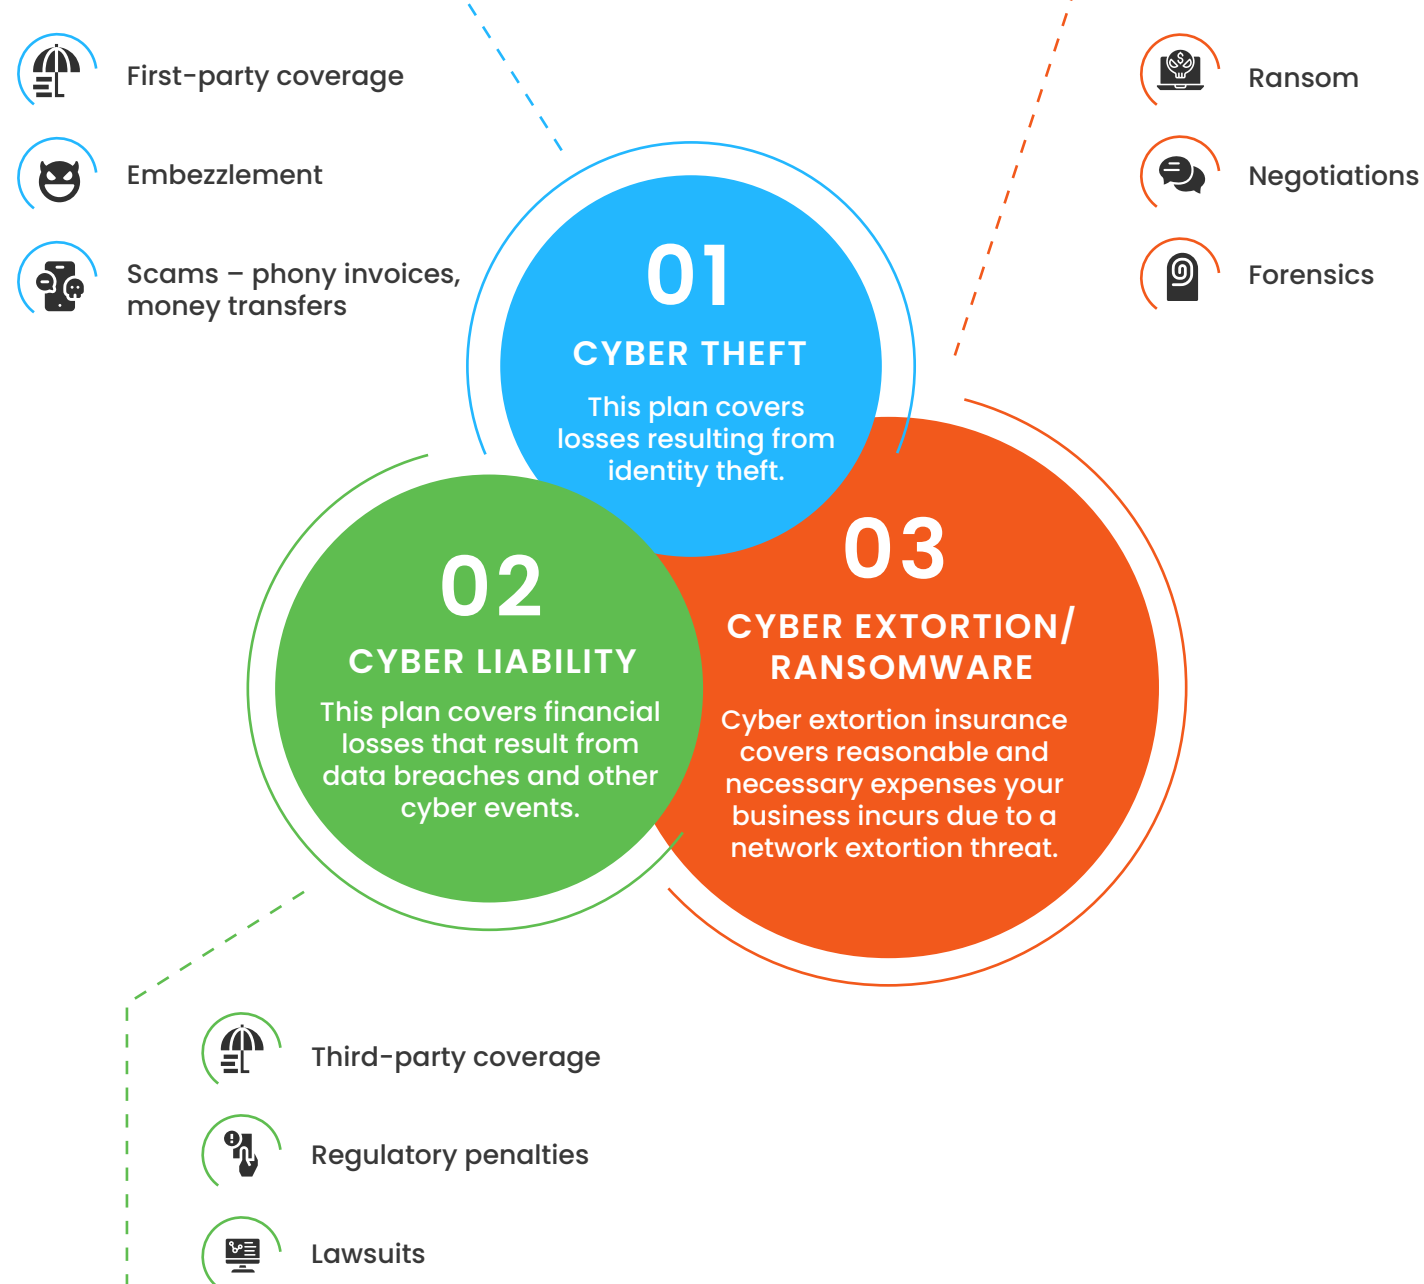 First-party coverage
Embezzlement
Scams – phony invoices,
money transfers
Ransom
Negotiations
Forensics
01
CYBER THEFT
This plan covers
losses resulting from
identity theft.
02
CYBER LIABILITY
This plan covers financial
losses that result from
data breaches and other
cyber events.
03
CYBER EXTORTION/
RANSOMWARE
Cyber extortion insurance
covers reasonable and
necessary expenses your
business incurs due to a
network extortion threat.
Third-party coverage
Regulatory penalties
Lawsuits